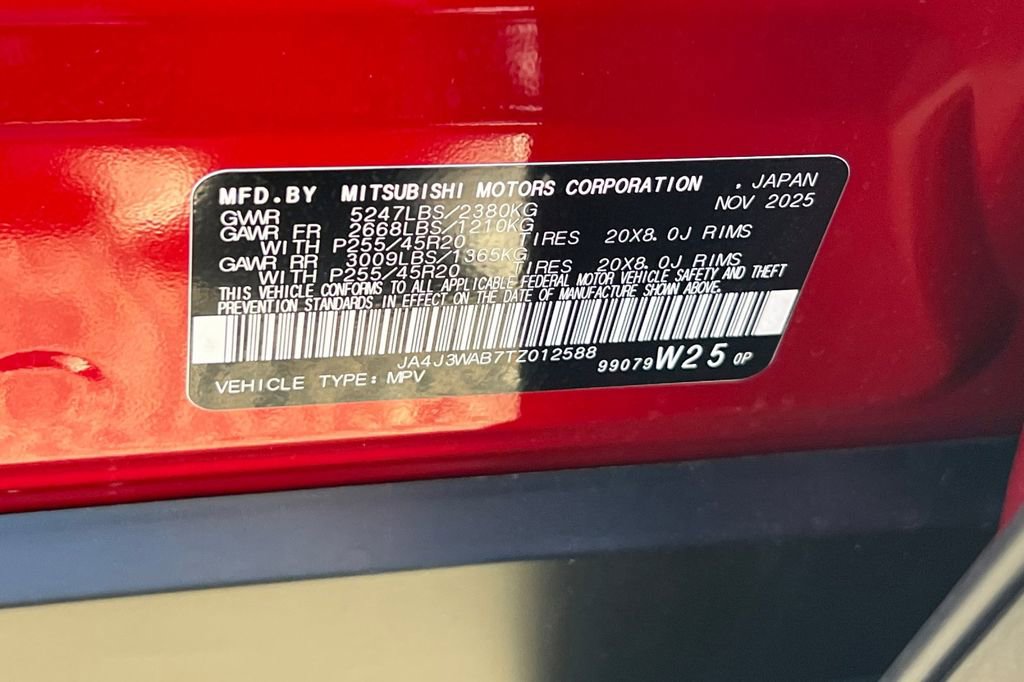 MFD.BY MITSUBISHI MOTORS CORPORATION . JAPAN
GVWR 5247LBS/2380KG NOV 2025
GAWR FR 2668LBS/1210KG
WITH P255/45R20 TIRES 20X8.0J RIMS
GAWR RR 3009LBS/1365KG
WITH P255/45R20 TIRES 20X8.0J RIMS
THIS VEHICLE CONFORMS TO ALL APPLICABLE FEDERAL MOTOR VEHICLE SAFETY AND THEFT
PREVENTION STANDARDS IN EFFECT ON THE DATE OF MANUFACTURE SHOWN ABOVE.
JA4J3WAB7TZ012588
VEHICLE TYPE: MPV 99079W25 0P